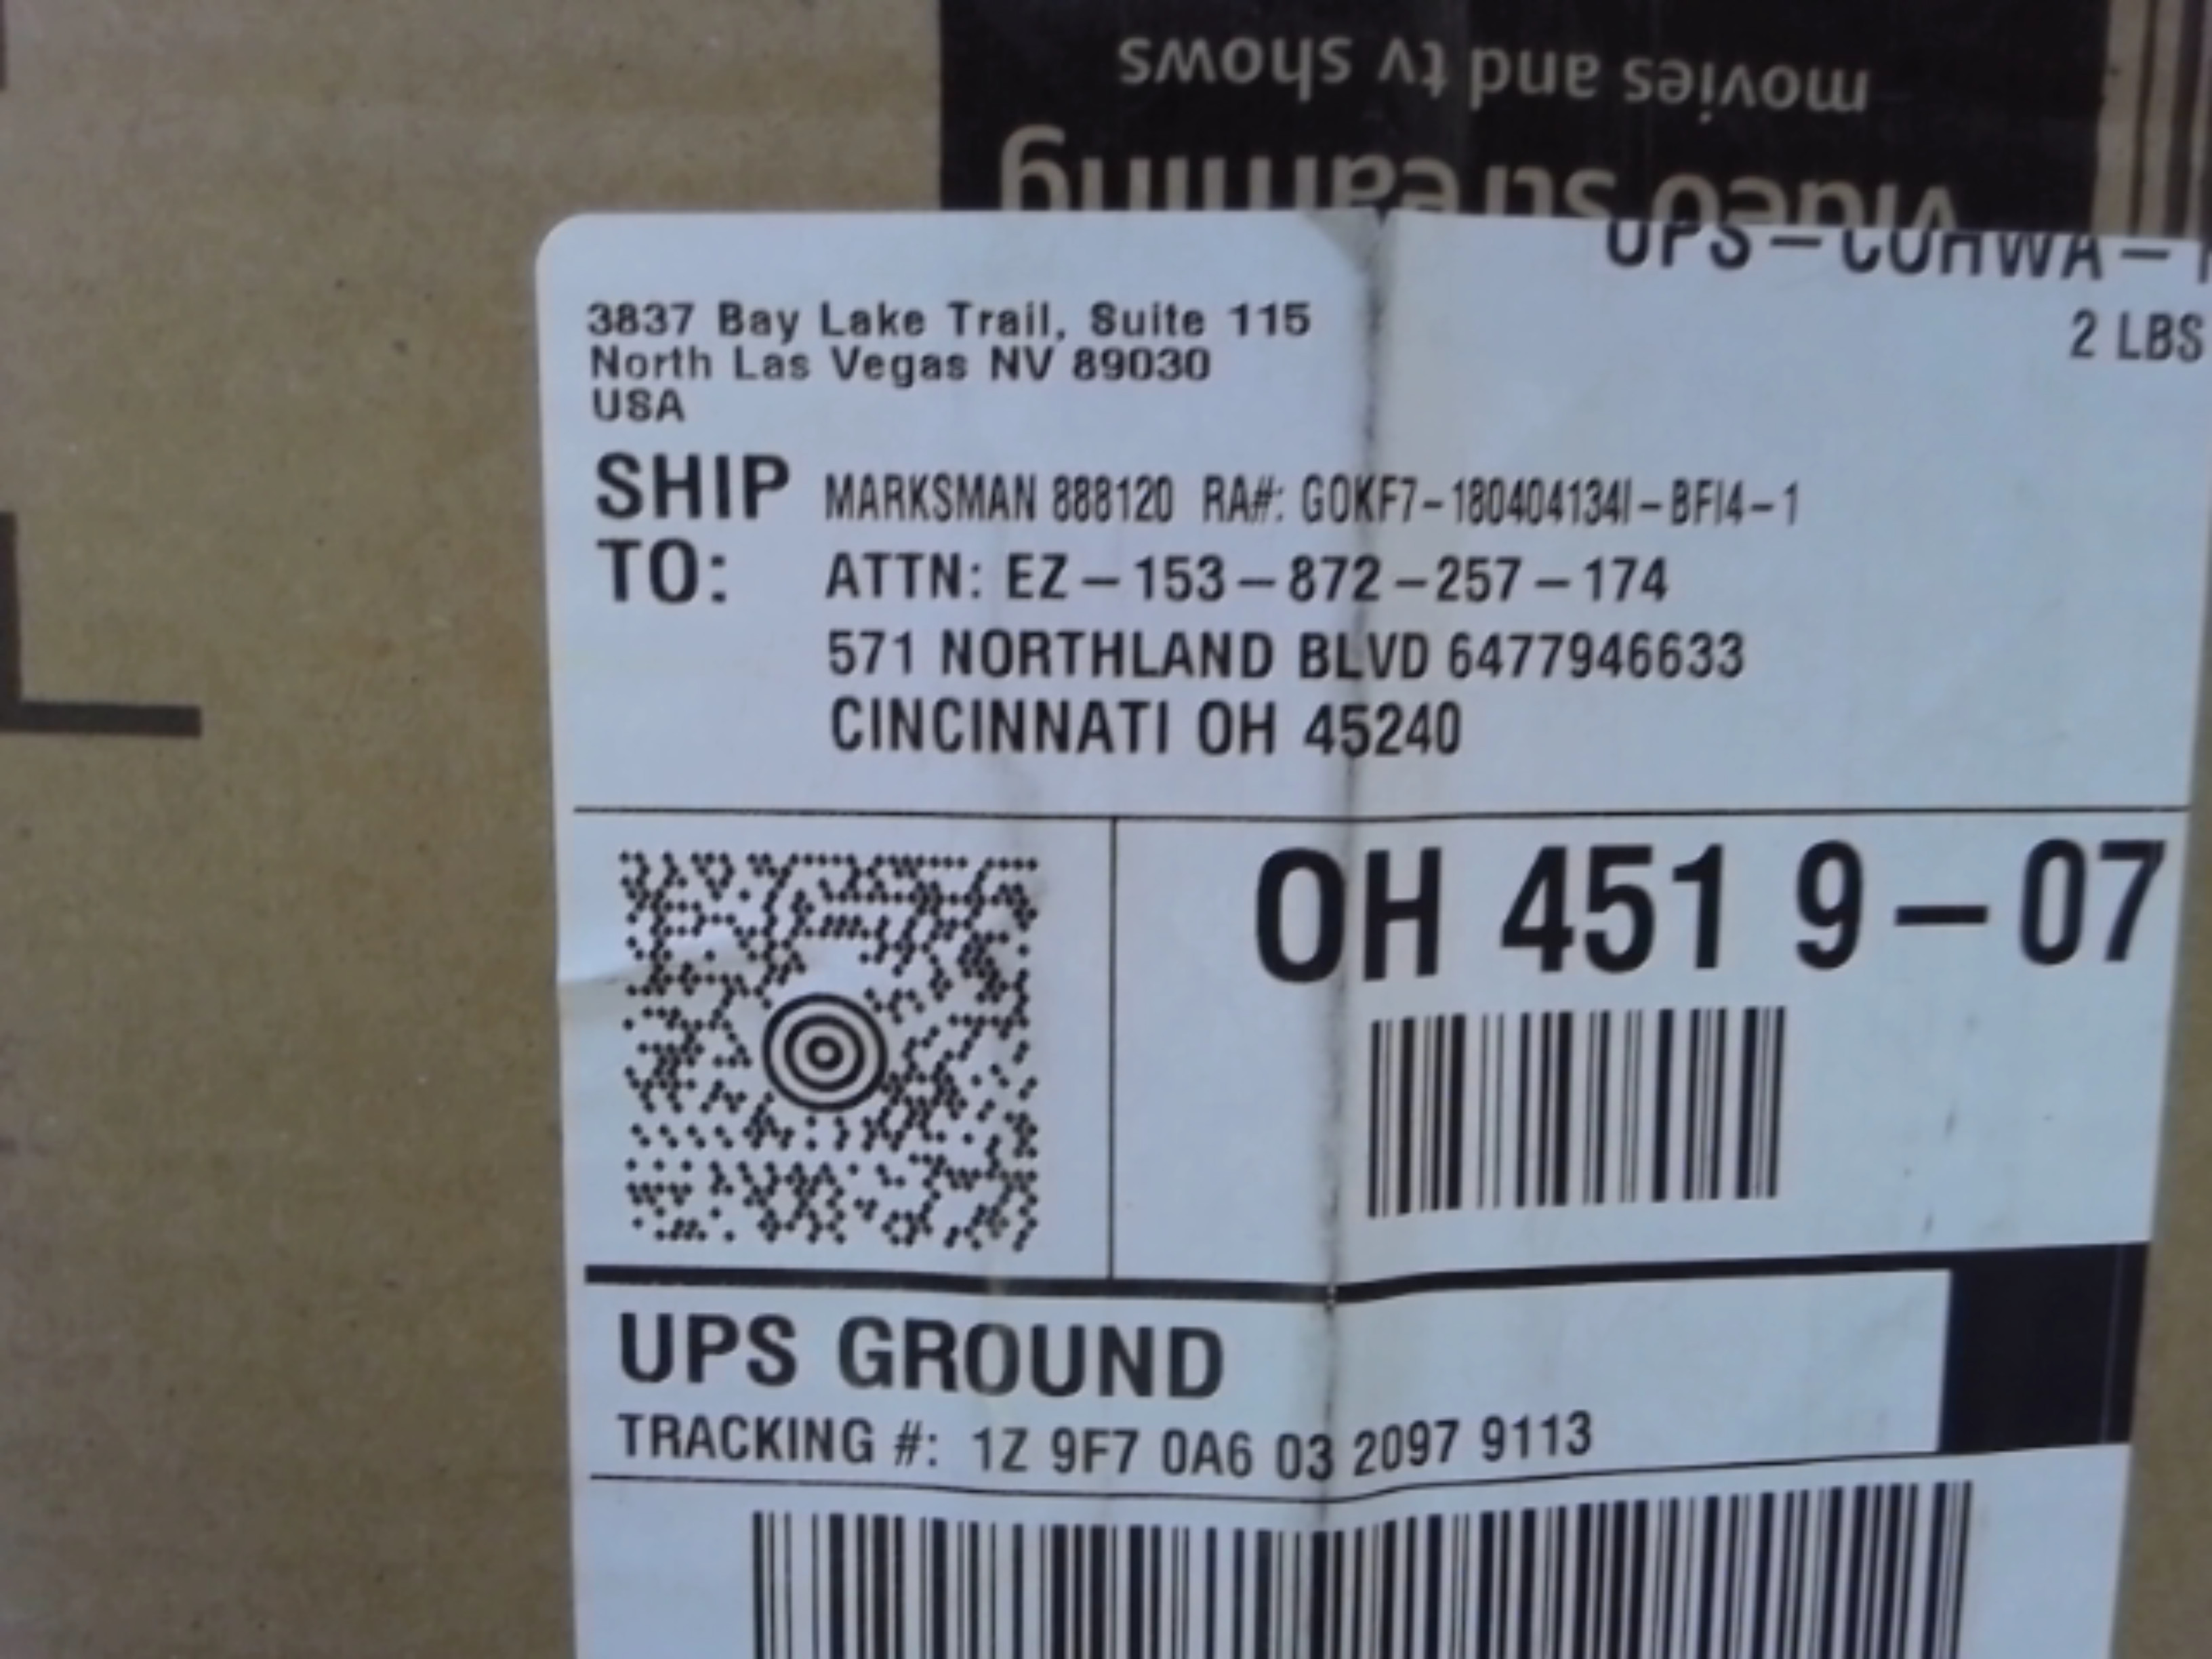 movies and tv shows
video streaming
UPS - COHWA -
2 LBS
3837 Bay Lake Trail, Suite 115
North Las Vegas NV 89030
USA
SHIP TO:
MARKSMAN 888120 RA#: GOKF7-180404134I-BFI4-1
ATTN: EZ-153-872-257-174
571 NORTHLAND BLVD 6477946633
CINCINNATI OH 45240
OH 451 9-07
UPS GROUND
TRACKING #: 1Z 9F7 0A6 03 2097 9113